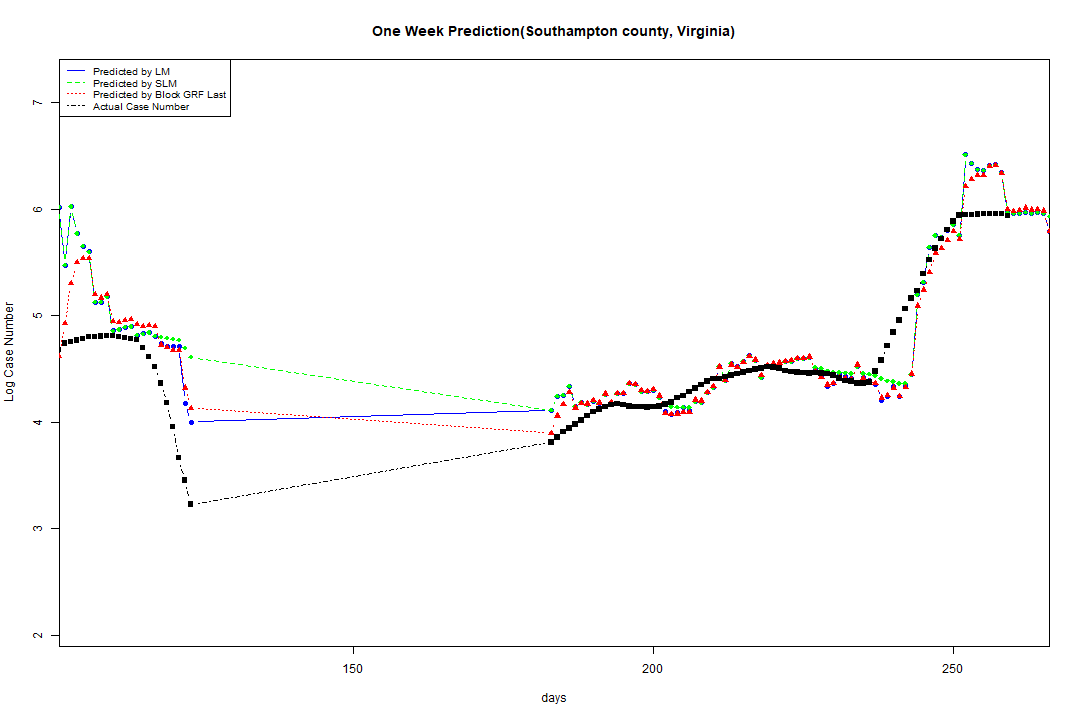 One Week Prediction(Southampton county, Virginia)
Predicted by LM
Predicted by SLM
Predicted by Block GRF Last
Actual Case Number
7
6
5
4
3
2
Log Case Number
150
200
250
days